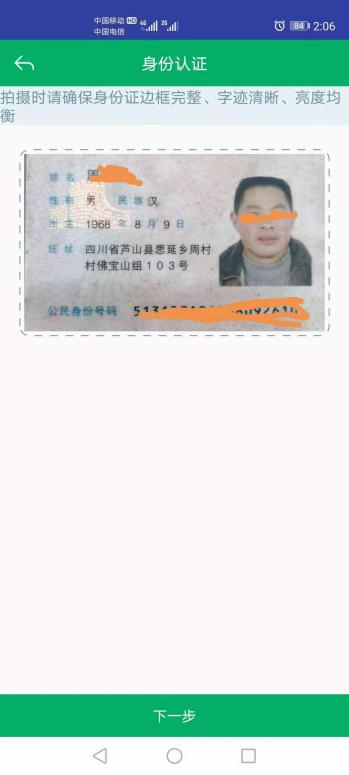 中国移动 HD
中国电信
4G
2G
84
2:06
身份认证
拍摄时请确保身份证边框完整、字迹清晰、亮度均
衡
姓名
性别 男 民族 汉
出生 1968 年 8 月 9 日
住址 四川省芦山县思延乡周村
村佛宝山组103号
公民身份号码
下一步